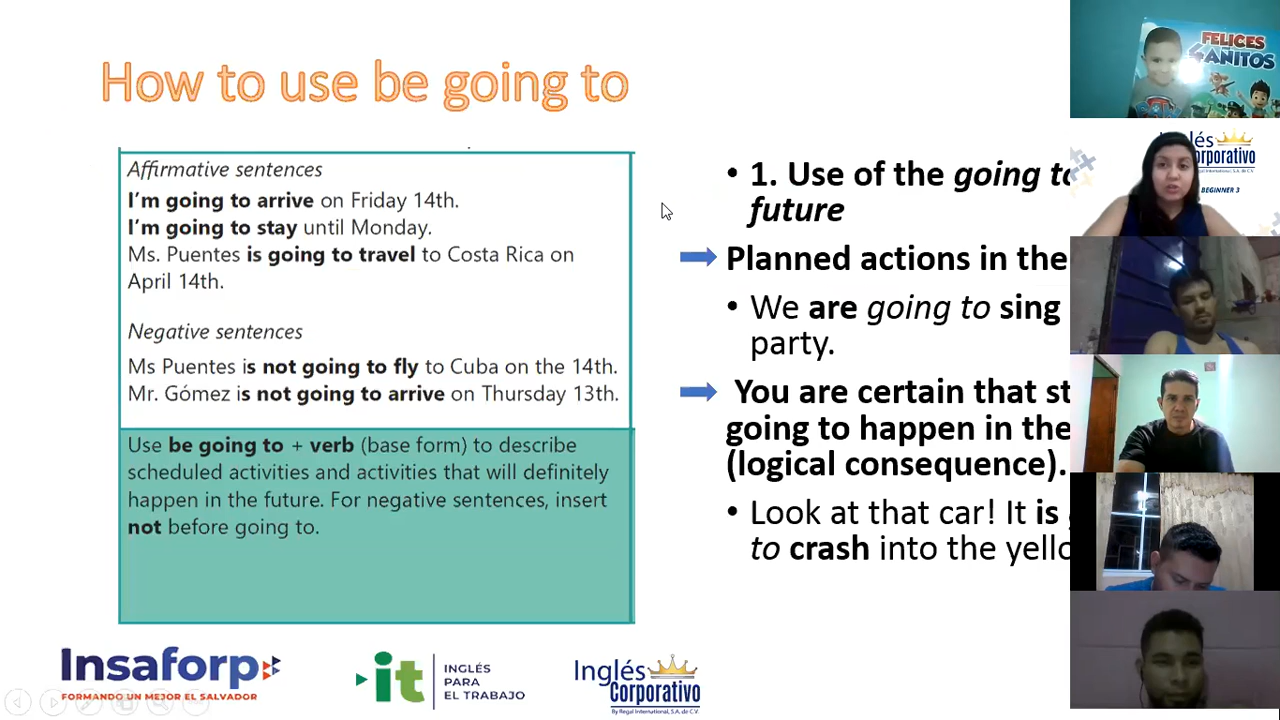 How to use be going to
Affirmative sentences
I'm going to arrive on Friday 14th.
I'm going to stay until Monday.
Ms. Puentes is going to travel to Costa Rica on
April 14th.
Negative sentences
Ms Puentes is not going to fly to Cuba on the 14th.
Mr. Gómez is not going to arrive on Thursday 13th.
Use be going to + verb (base form) to describe
scheduled activities and activities that will definitely
happen in the future. For negative sentences, insert
not before going to.
• 1. Use of the going to
future
Planned actions in the
• We are going to sing
party.
You are certain that
going to happen in the
(logical consequence).
• Look at that car! It is
to crash into the
Insaforp
FORMANDO UN MEJOR EL SALVADOR
it
INGLÉS
PARA
EL TRABAJO
Inglés
Corporativo
By Regal International, S.A. de C.V.
FELICES
4 AÑITOS
BEGINNER 3